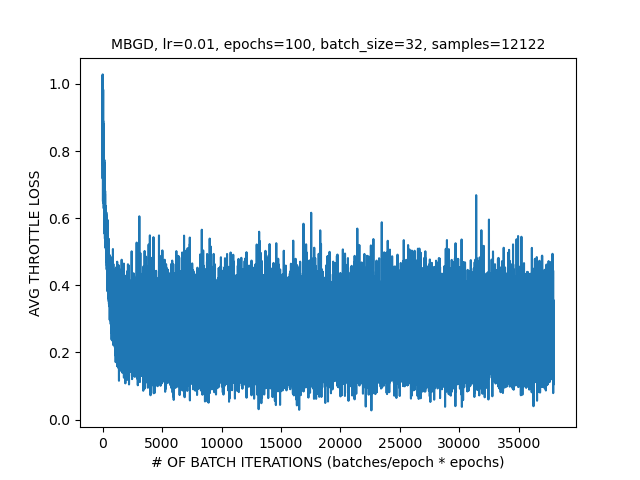 MBGD, lr=0.01, epochs=100, batch_size=32, samples=12122
1.0
0.8
0.6
0.4
0.2
0.0
AVG THROTTLE LOSS
0 5000 10000 15000 20000 25000 30000 35000
# OF BATCH ITERATIONS (batches/epoch * epochs)